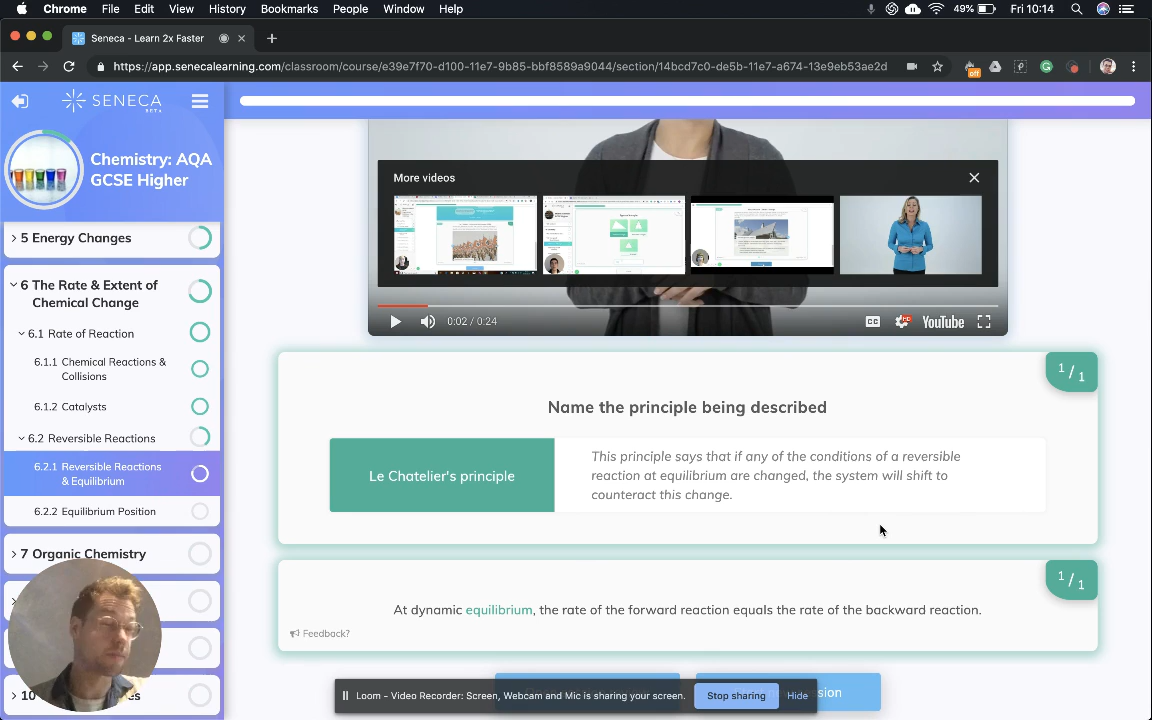 Chrome File Edit View History Bookmarks People Window Help 49% Fri 10:14
Seneca - Learn 2x Faster
https://app.senecalearning.com/classroom/course/e39e7f70-d100-11e7-9b85-bbf8589a9044/section/14bcd7c0-de5b-11e7-a674-13e9eb53ae2d
off
SENECA
BETA
Chemistry: AQA
GCSE Higher
5 Energy Changes
6 The Rate & Extent of
Chemical Change
6.1 Rate of Reaction
6.1.1 Chemical Reactions &
Collisions
6.1.2 Catalysts
6.2 Reversible Reactions
6.2.1 Reversible Reactions
& Equilibrium
6.2.2 Equilibrium Position
7 Organic Chemistry
10
More videos
0:02 / 0:24
CC
HD
YouTube
1/1
Name the principle being described
Le Chatelier's principle
This principle says that if any of the conditions of a reversible
reaction at equilibrium are changed, the system will shift to
counteract this change.
1/1
At dynamic equilibrium, the rate of the forward reaction equals the rate of the backward reaction.
Feedback?
Loom - Video Recorder: Screen, Webcam and Mic is sharing your screen. Stop sharing Hide